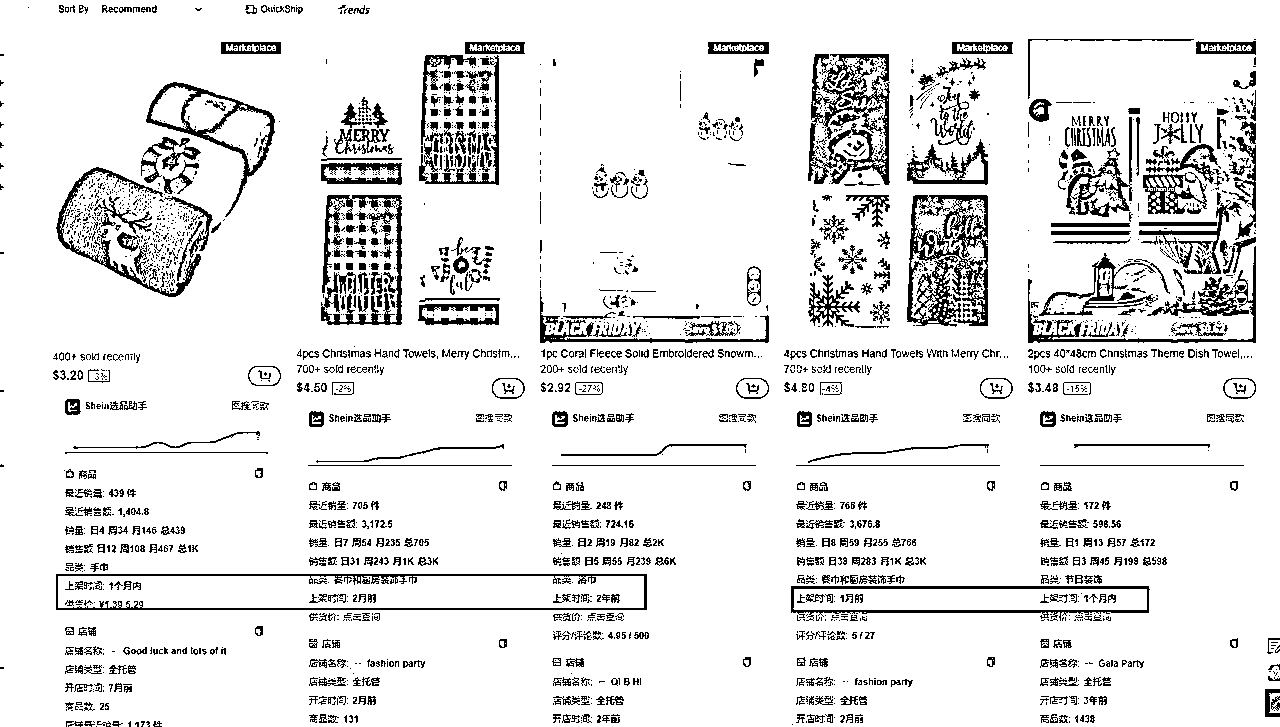 Sort By Recommend QuickShip Trends
Marketplace
Marketplace
Marketplace
Marketplace
Marketplace
MERRY
Christmas
CHRISTMAS
WINTER
Let it
Snow
Joy
to the
World
hello
Winter
MERRY
CHRISTMAS
HOLLY
JOLLY
BLACK FRIDAY
BLACK FRIDAY
400+ sold recently
$3.20 -3%
Shein选品助手 图搜同款
商品
最近销量: 439 件
最近销售额: 1,404.8
销量: 日4 周34 月146 总439
销售额 日12 周108 月467 总1K
品类: 手巾
上架时间: 1个月内
供货价: ¥1.39-5.29
店铺
店铺名称: -- Good luck and lots of it
店铺类型: 全托管
开店时间: 7月前
商品数: 25
店铺最近销量: 1,173 件
4pcs Christmas Hand Towels, Merry Christm...
700+ sold recently
$4.50 -2%
Shein选品助手 图搜同款
商品
最近销量: 705 件
最近销售额: 3,172.5
销量: 日7 周54 月235 总705
销售额 日31 周243 月1K 总3K
品类: 餐巾和厨房装饰手巾
上架时间: 2月前
供货价: 点击查询
店铺
店铺名称: -- fashion party
店铺类型: 全托管
开店时间: 2月前
商品数: 131
1pc Coral Fleece Solid Embroidered Snowm...
200+ sold recently
$2.92 -27%
Shein选品助手 图搜同款
商品
最近销量: 248 件
最近销售额: 724.16
销量: 日2 周19 月82 总2K
销售额 日5 周55 月239 总6K
品类: 浴巾
上架时间: 2年前
供货价: 点击查询
评分/评论数: 4.95 / 500
店铺
店铺名称: -- QI B HI
店铺类型: 全托管
开店时间: 2年前
4pcs Christmas Hand Towels With Merry Chr...
700+ sold recently
$4.80 -4%
Shein选品助手 图搜同款
商品
最近销量: 766 件
最近销售额: 3,676.8
销量: 日8 周59 月255 总766
销售额 日38 周283 月1K 总3K
品类: 餐巾和厨房装饰手巾
上架时间: 1月前
供货价: 点击查询
评分/评论数: 5 / 27
店铺
店铺名称: -- fashion party
店铺类型: 全托管
开店时间: 2月前
2pcs 40*48cm Christmas Theme Dish Towel,...
100+ sold recently
$3.48 -15%
Shein选品助手 图搜同款
商品
最近销量: 172 件
最近销售额: 598.56
销量: 日1 周13 月57 总172
销售额 日3 周45 月199 总598
品类: 节日装饰
上架时间: 1个月内
供货价: 点击查询
店铺
店铺名称: -- Gala Party
店铺类型: 全托管
开店时间: 3年前
商品数: 1438